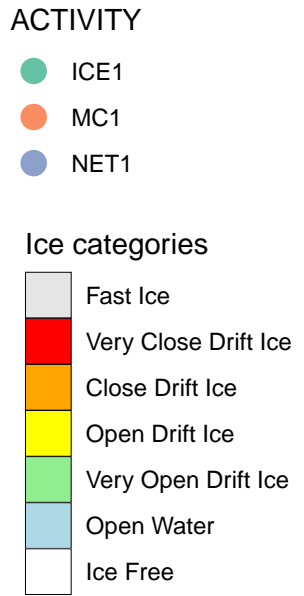 ACTIVITY
ICE1
MC1
NET1
Ice categories
Fast Ice
Very Close Drift Ice
Close Drift Ice
Open Drift Ice
Very Open Drift Ice
Open Water
Ice Free